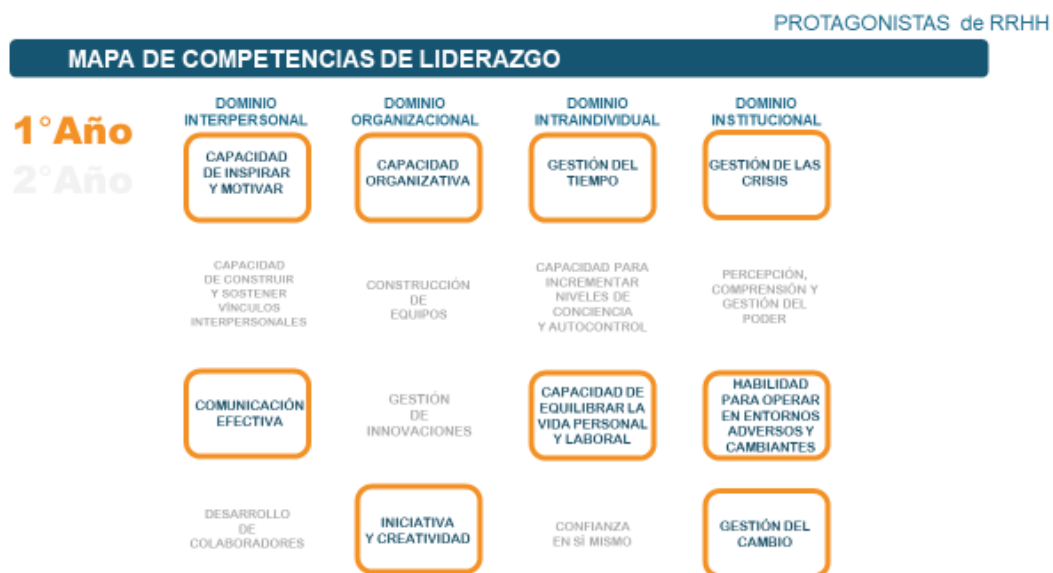 PROTAGONISTAS de RRHH
MAPA DE COMPETENCIAS DE LIDERAZGO
1°Año
2°Año
DOMINIO
INTERPERSONAL
DOMINIO
ORGANIZACIONAL
DOMINIO
INTRAINDIVIDUAL
DOMINIO
INSTITUCIONAL
CAPACIDAD
DE INSPIRAR
Y MOTIVAR
CAPACIDAD
ORGANIZATIVA
GESTIÓN DEL
TIEMPO
GESTIÓN DE LAS
CRISIS
CAPACIDAD
DE CONSTRUIR
Y SOSTENER
VÍNCULOS
INTERPERSONALES
CONSTRUCCIÓN
DE
EQUIPOS
CAPACIDAD PARA
INCREMENTAR
NIVELES DE
CONCIENCIA
Y AUTOCONTROL
PERCEPCIÓN,
COMPRENSIÓN Y
GESTIÓN DEL
PODER
COMUNICACIÓN
EFECTIVA
GESTIÓN
DE
INNOVACIONES
CAPACIDAD DE
EQUILIBRAR LA
VIDA PERSONAL
Y LABORAL
HABILIDAD
PARA OPERAR
EN ENTORNOS
ADVERSOS Y
CAMBIANTES
DESARROLLO
DE
COLABORADORES
INICIATIVA
Y CREATIVIDAD
CONFIANZA
EN SÍ MISMO
GESTIÓN DEL
CAMBIO